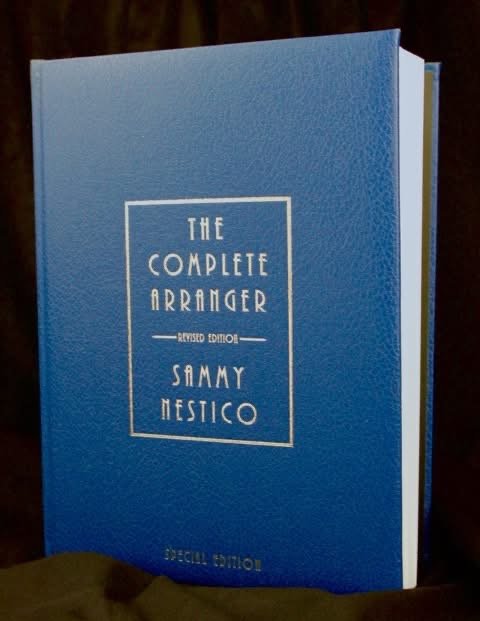 THE
COMPLETE
ARRANGER
REVISED EDITION
SAMMY
NESTICO
SPECIAL EDITION